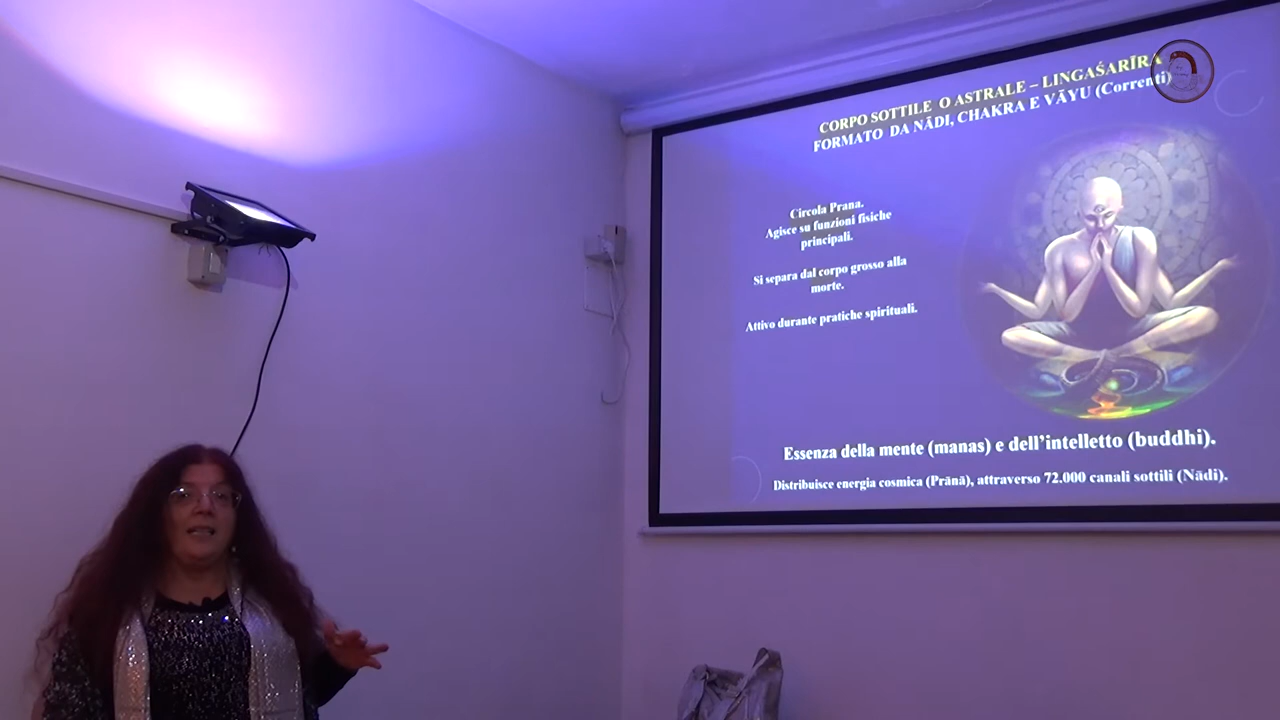 CORPO SOTTILE O ASTRALE – LINGAŚARĪRA
FORMATO DA NĀDI, CHAKRA E VĀYU (Correnti)
Circola Prana.
Agisce su funzioni fisiche
principali.
Si separa dal corpo grosso alla
morte.
Attivo durante pratiche spirituali.
Essenza della mente (manas) e dell'intelletto (buddhi).
Distribuisce energia cosmica (Prānā), attraverso 72.000 canali sottili (Nādi).